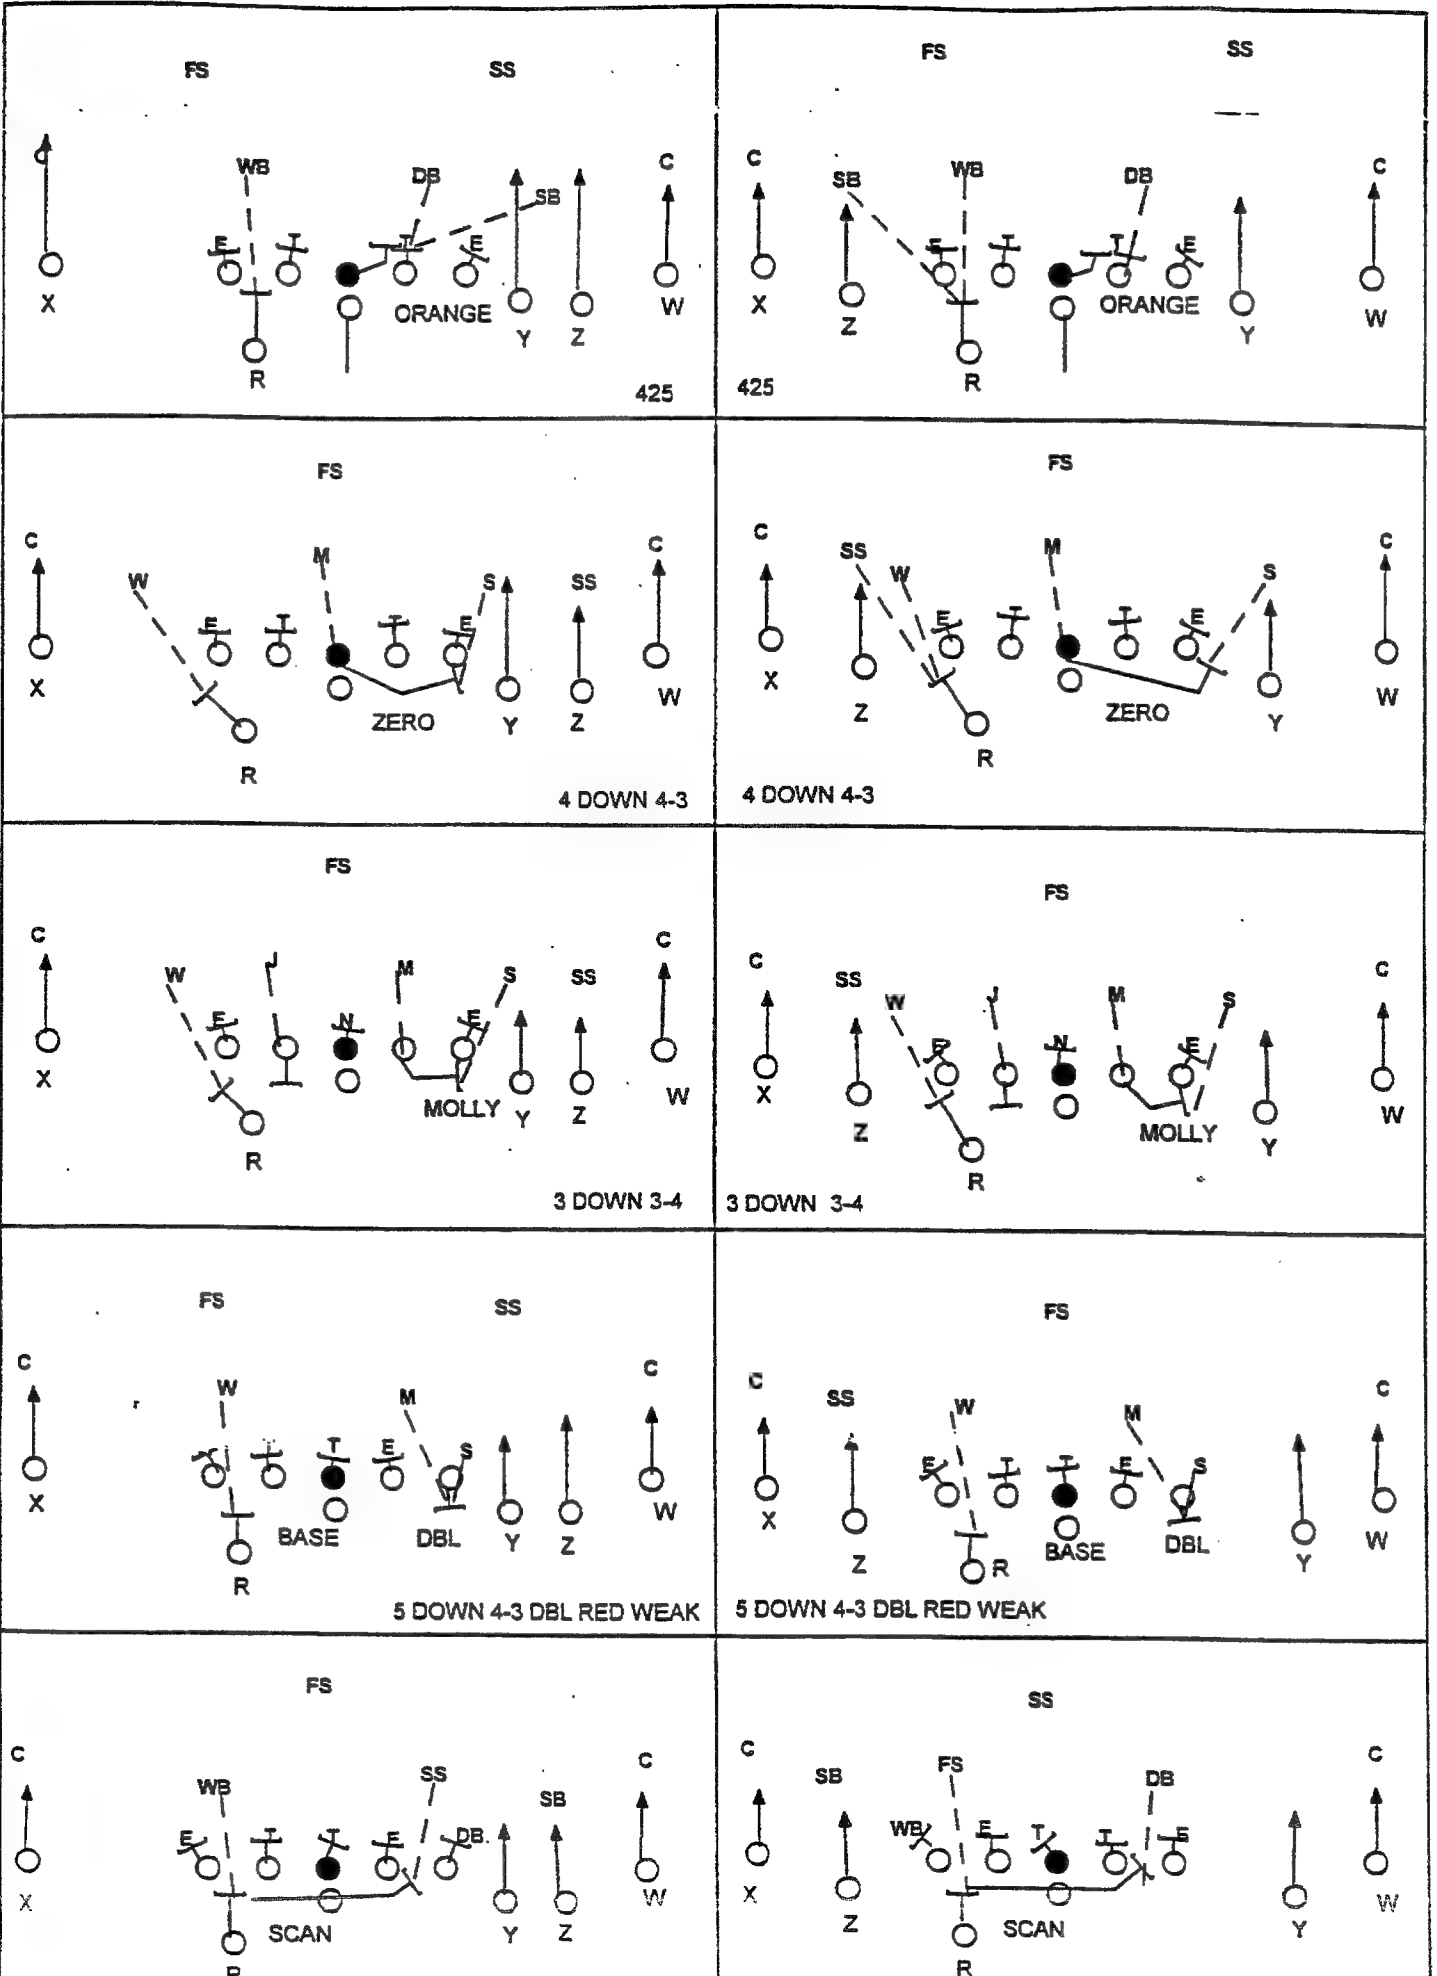 FS SS
C WB DB SB C
E T T E
X ORANGE Y Z W
R
425
FS SS
C SB WB DB C
E T T E
X Z ORANGE Y W
R
425
FS
C W M S SS C
E T T E
X ZERO Y Z W
R
4 DOWN 4-3
FS
C SS W M S C
E T T E
X Z ZERO Y W
R
4 DOWN 4-3
FS
C W J M S SS C
E N E
X MOLLY Y Z W
R
3 DOWN 3-4
FS
C SS W J M S C
E N E
X Z MOLLY Y W
R
3 DOWN 3-4
FS SS
C W M C
T E S
X BASE DBL Y Z W
R
5 DOWN 4-3 DBL RED WEAK
FS
C SS W M C
E T T E S
X Z R BASE DBL Y W
5 DOWN 4-3 DBL RED WEAK
FS
C WB SS SB C
E T T E DB
X SCAN Y Z W
R
SS
C SB FS DB C
WB E T T E
X Z SCAN Y W
R